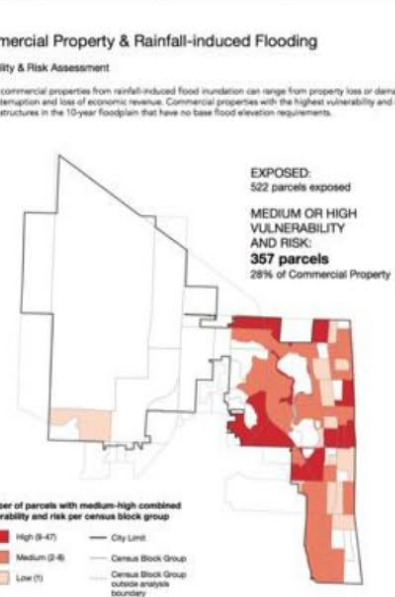 mercial Property & Rainfall-induced Flooding
ility & Risk Assessment
commercial properties from rainfall-induced flood inundation can range from property loss or dama
terruption and loss of economic revenue. Commercial properties with the highest vulnerability and
structures in the 10-year floodplain that have no base flood elevation requirements.
EXPOSED:
522 parcels exposed
MEDIUM OR HIGH
VULNERABILITY
AND RISK:
357 parcels
28% of Commercial Property
ber of parcels with medium-high combined
erability and risk per census block group
High (9-47)
Medium (2-8)
Low (1)
City Limit
Census Block Group
Census Block Group
outside analysis
boundary